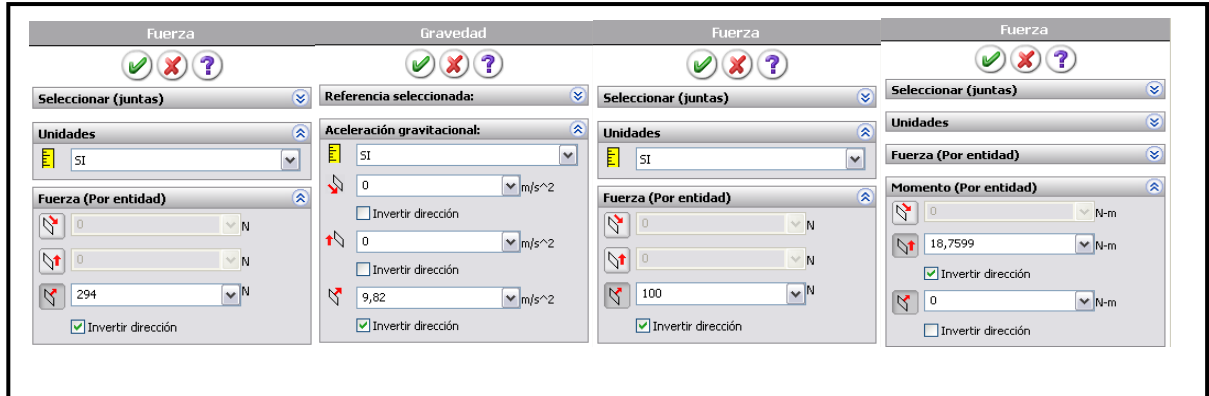 Fuerza
?
Seleccionar (juntas)
Unidades
SI
Fuerza (Por entidad)
0 N
0 N
294 N
Invertir dirección
Gravedad
?
Referencia seleccionada:
Aceleración gravitacional:
SI
0 m/s^2
Invertir dirección
0 m/s^2
Invertir dirección
9,82 m/s^2
Invertir dirección
Fuerza
?
Seleccionar (juntas)
Unidades
SI
Fuerza (Por entidad)
0 N
0 N
100 N
Invertir dirección
Fuerza
?
Seleccionar (juntas)
Unidades
Fuerza (Por entidad)
Momento (Por entidad)
0 N-m
18,7599 N-m
Invertir dirección
0 N-m
Invertir dirección